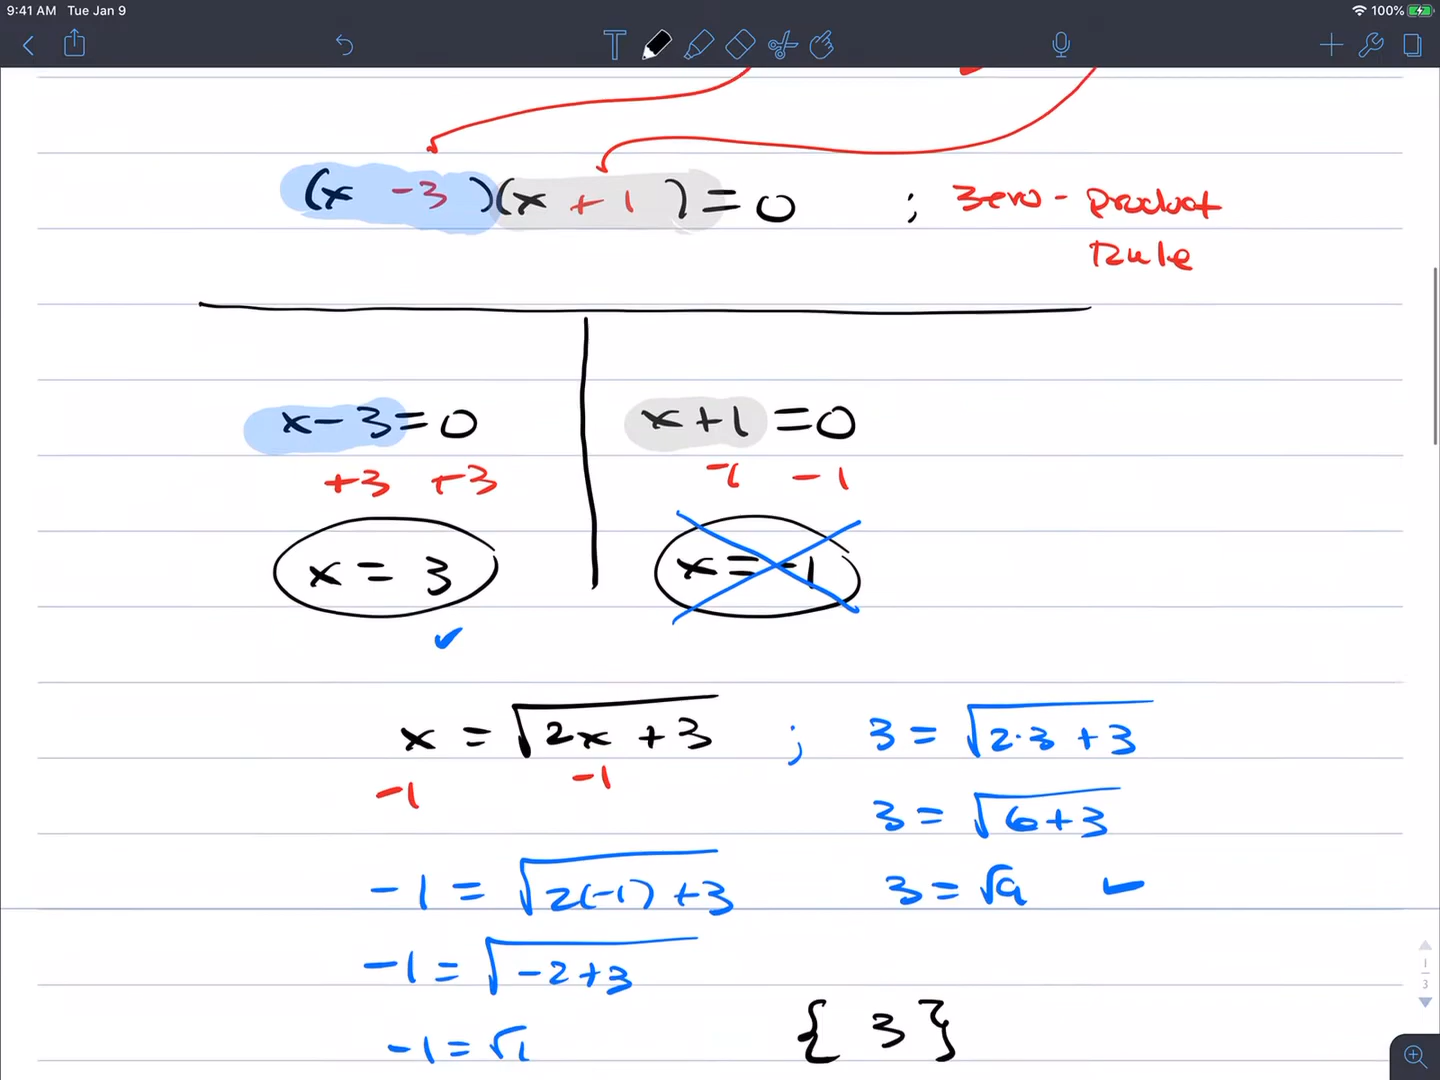 9:41 AM Tue Jan 9
100%
T
(x -3)(x +1) = 0 ; Zero-Product
Rule
x-3=0
x+1=0
+3 +3
-1 -1
x = 3
x = -1
x = √2x + 3 ; 3 = √2·3 + 3
-1 -1
3 = √6+3
-1 = √2(-1) +3
3 = √9
-1 = √-2+3
{ 3 }
-1 = √1
1
3